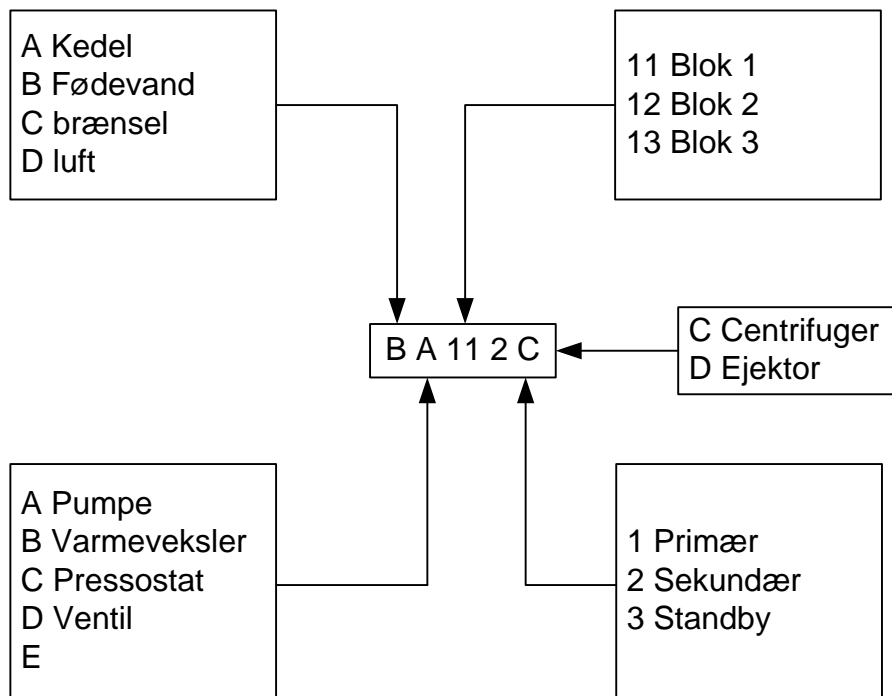 A Kedel
B Fødevand
C brænsel
D luft
11 Blok 1
12 Blok 2
13 Blok 3
B A 11 2 C
C Centrifuger
D Ejektor
A Pumpe
B Varmeveksler
C Pressostat
D Ventil
E
1 Primær
2 Sekundær
3 Standby